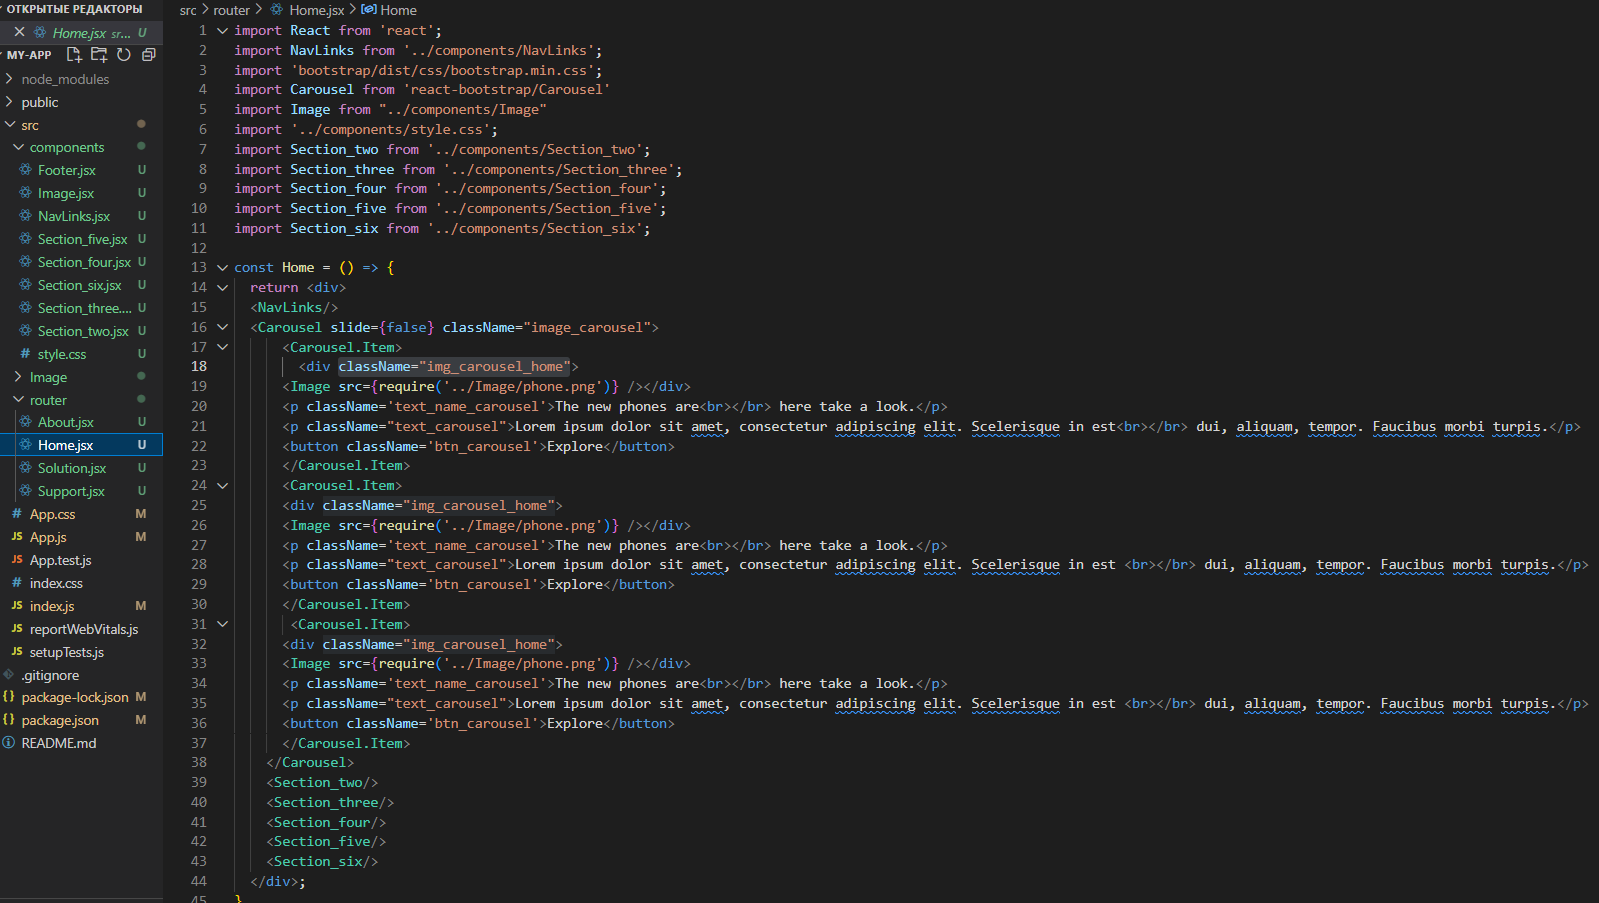 ОТКРЫТЫЕ РЕДАКТОРЫ
Home.jsx sr... U
MY-APP
node_modules
public
src
components
Footer.jsx U
Image.jsx U
NavLinks.jsx U
Section_five.jsx U
Section_four.jsx U
Section_six.jsx U
Section_three.... U
Section_two.jsx U
# style.css U
Image
router
About.jsx U
Home.jsx U
Solution.jsx U
Support.jsx U
# App.css M
JS App.js M
JS App.test.js
# index.css
JS index.js M
JS reportWebVitals.js
JS setupTests.js
.gitignore
{} package-lock.json M
{} package.json M
README.md
src > router > Home.jsx > Home
1 import React from 'react';
2 import NavLinks from '../components/NavLinks';
3 import 'bootstrap/dist/css/bootstrap.min.css';
4 import Carousel from 'react-bootstrap/Carousel'
5 import Image from "../components/Image"
6 import '../components/style.css';
7 import Section_two from '../components/Section_two';
8 import Section_three from '../components/Section_three';
9 import Section_four from '../components/Section_four';
10 import Section_five from '../components/Section_five';
11 import Section_six from '../components/Section_six';
12
13 const Home = () => {
14 return <div>
15 <NavLinks/>
16 <Carousel slide={false} className="image_carousel">
17 <Carousel.Item>
18 <div className="img_carousel_home">
19 <Image src={require('../Image/phone.png')} /></div>
20 <p className='text_name_carousel'>The new phones are<br></br> here take a look.</p>
21 <p className="text_carousel">Lorem ipsum dolor sit amet, consectetur adipiscing elit. Scelerisque in est<br></br> dui, aliquam, tempor. Faucibus morbi turpis.</p>
22 <button className='btn_carousel'>Explore</button>
23 </Carousel.Item>
24 <Carousel.Item>
25 <div className="img_carousel_home">
26 <Image src={require('../Image/phone.png')} /></div>
27 <p className='text_name_carousel'>The new phones are<br></br> here take a look.</p>
28 <p className="text_carousel">Lorem ipsum dolor sit amet, consectetur adipiscing elit. Scelerisque in est <br></br> dui, aliquam, tempor. Faucibus morbi turpis.</p>
29 <button className='btn_carousel'>Explore</button>
30 </Carousel.Item>
31 <Carousel.Item>
32 <div className="img_carousel_home">
33 <Image src={require('../Image/phone.png')} /></div>
34 <p className='text_name_carousel'>The new phones are<br></br> here take a look.</p>
35 <p className="text_carousel">Lorem ipsum dolor sit amet, consectetur adipiscing elit. Scelerisque in est <br></br> dui, aliquam, tempor. Faucibus morbi turpis.</p>
36 <button className='btn_carousel'>Explore</button>
37 </Carousel.Item>
38 </Carousel>
39 <Section_two/>
40 <Section_three/>
41 <Section_four/>
42 <Section_five/>
43 <Section_six/>
44 </div>;
45 }